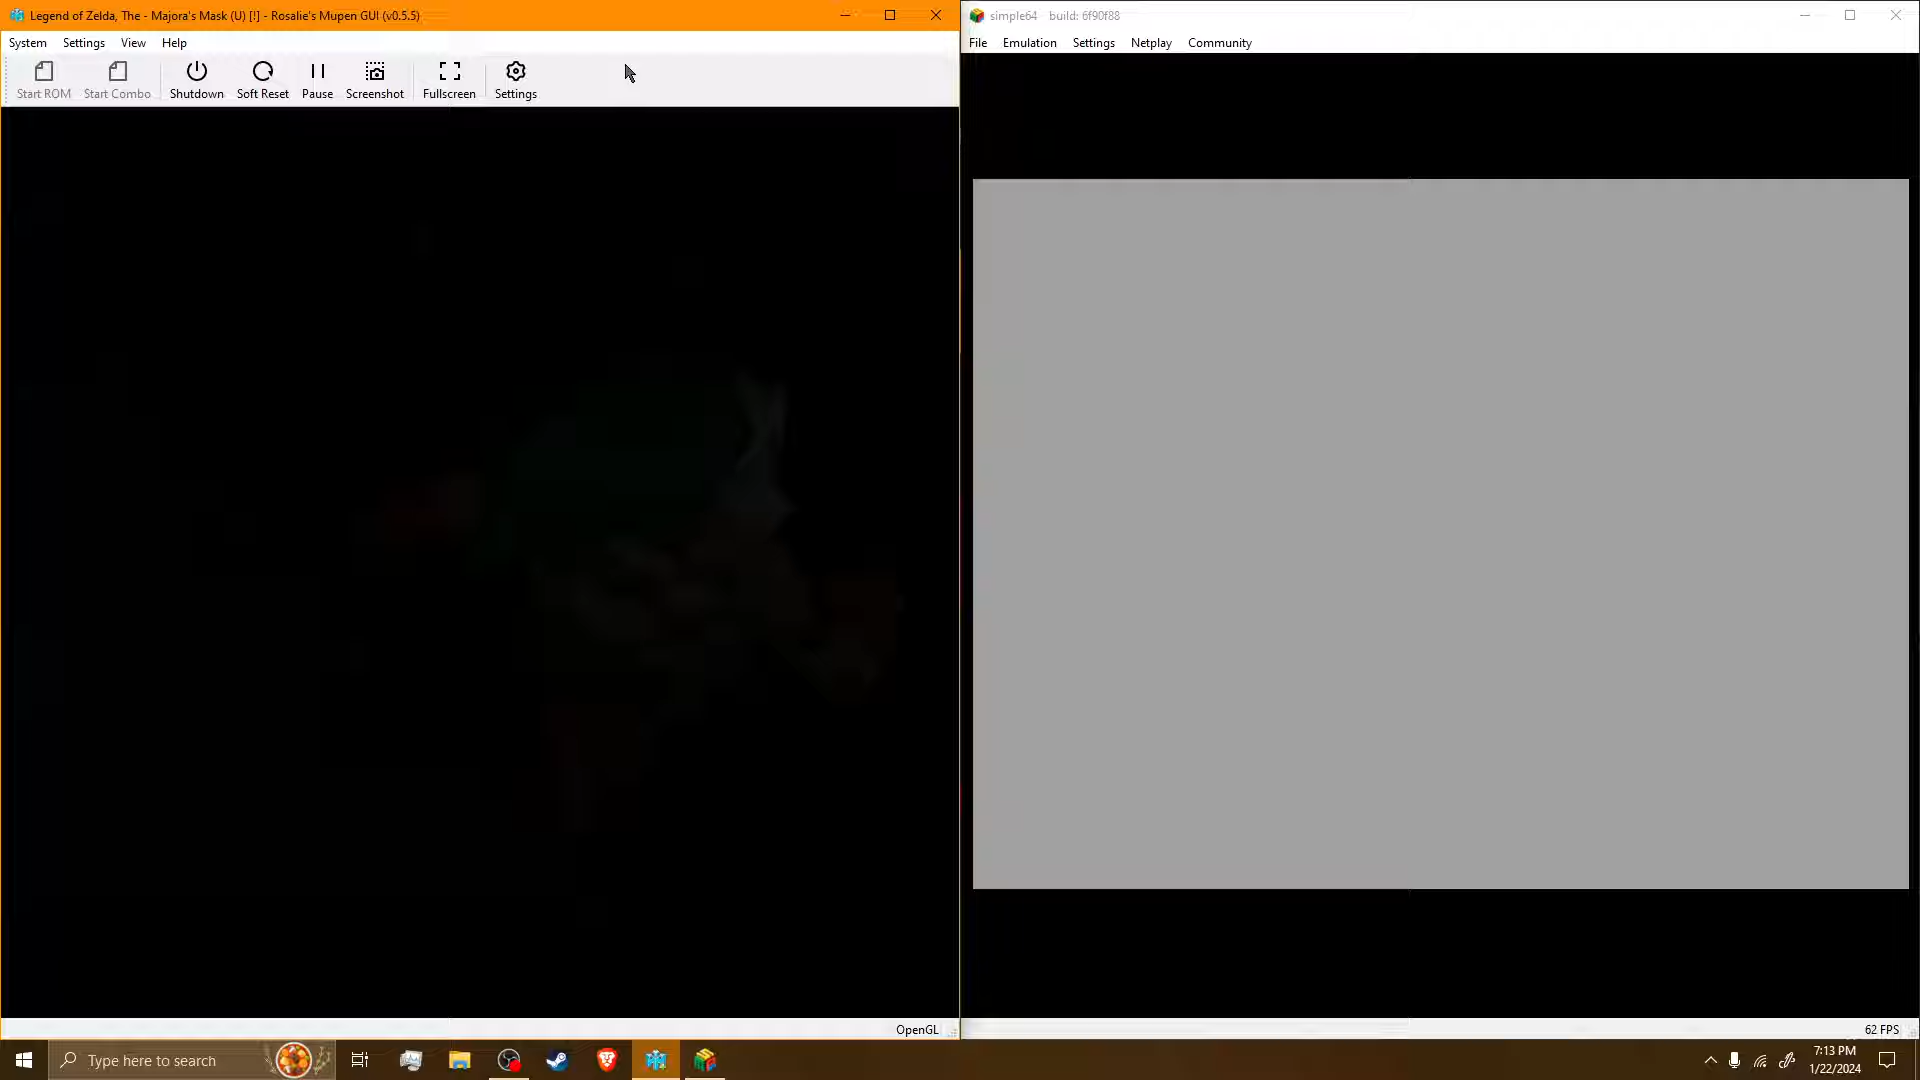 Legend of Zelda, The - Majora's Mask (U) [!] - Rosalie's Mupen GUI (v0.5.5)
System Settings View Help
Start ROM Start Combo Shutdown Soft Reset Pause Screenshot Fullscreen Settings
OpenGL
simple64 build: 6f90f88
File Emulation Settings Netplay Community
62 FPS
Type here to search
7:13 PM
1/22/2024